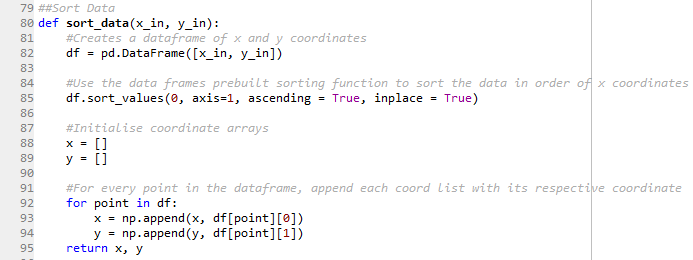 79 ##Sort Data
80 def sort_data(x_in, y_in):
81     #Creates a dataframe of x and y coordinates
82     df = pd.DataFrame([x_in, y_in])
83
84     #Use the data frames prebuilt sorting function to sort the data in order of x coordinates
85     df.sort_values(0, axis=1, ascending = True, inplace = True)
86
87     #Initialise coordinate arrays
88     x = []
89     y = []
90
91     #For every point in the dataframe, append each coord list with its respective coordinate
92     for point in df:
93         x = np.append(x, df[point][0])
94         y = np.append(y, df[point][1])
95     return x, y